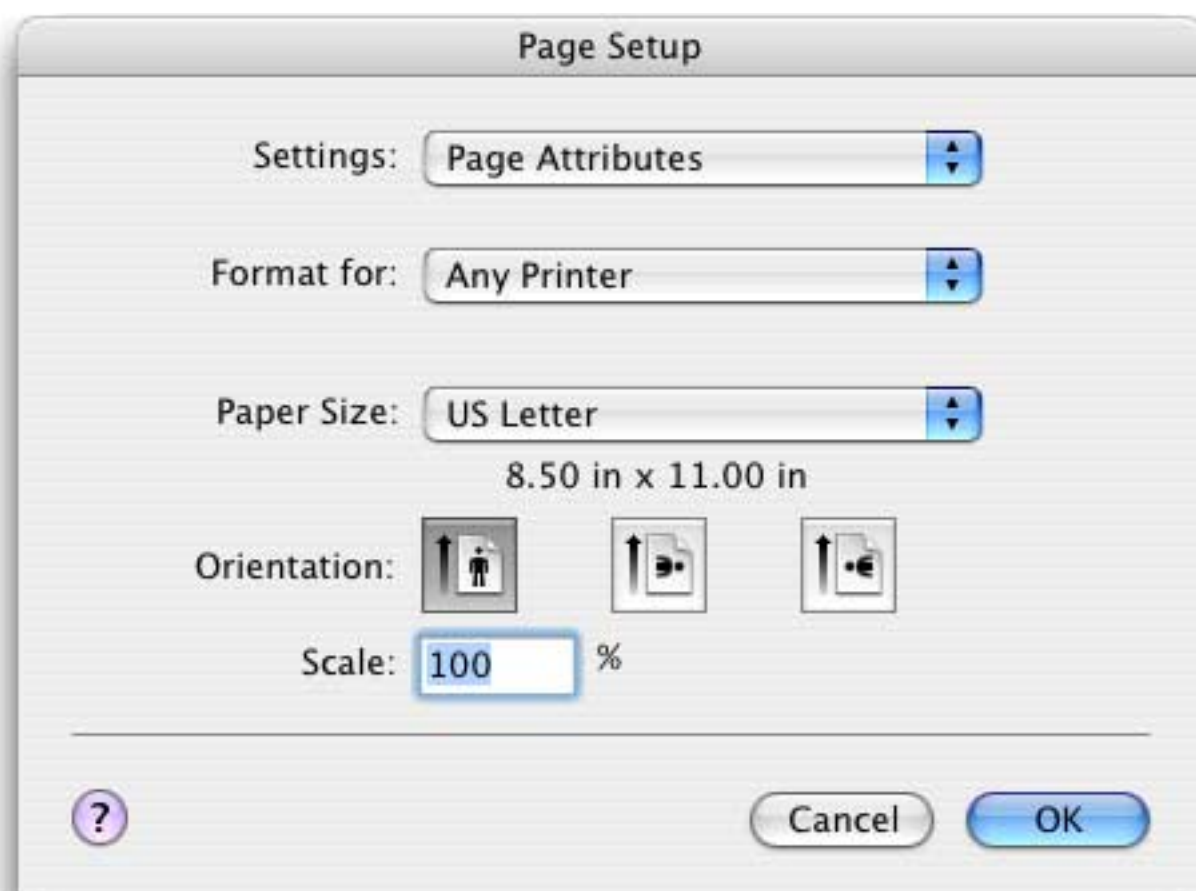 Page Setup
Settings: Page Attributes
Format for: Any Printer
Paper Size: US Letter
8.50 in x 11.00 in
Orientation:
Scale: 100 %
? Cancel OK